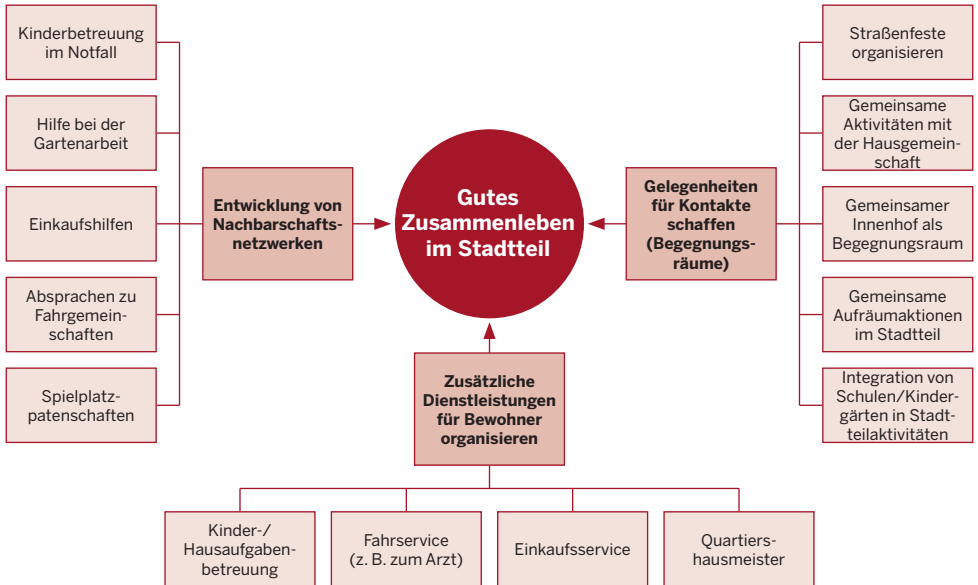 Kinderbetreuung
im Notfall
Hilfe bei der
Gartenarbeit
Einkaufshilfen
Absprachen zu
Fahrgemein-
schaften
Spielplatz-
patenschaften
Entwicklung von
Nachbarschafts-
netzwerken
Gutes
Zusammenleben
im Stadtteil
Gelegenheiten
für Kontakte
schaffen
(Begegnungs-
räume)
Straßenfeste
organisieren
Gemeinsame
Aktivitäten mit
der Hausgemein-
schaft
Gemeinsamer
Innenhof als
Begegnungsraum
Gemeinsame
Aufräumaktionen
im Stadtteil
Integration von
Schulen/Kinder-
gärten in Stadt-
teilaktivitäten
Zusätzliche
Dienstleistungen
für Bewohner
organisieren
Kinder-/
Hausaufgaben-
betreuung
Fahrservice
(z. B. zum Arzt)
Einkaufsservice
Quartiers-
hausmeister